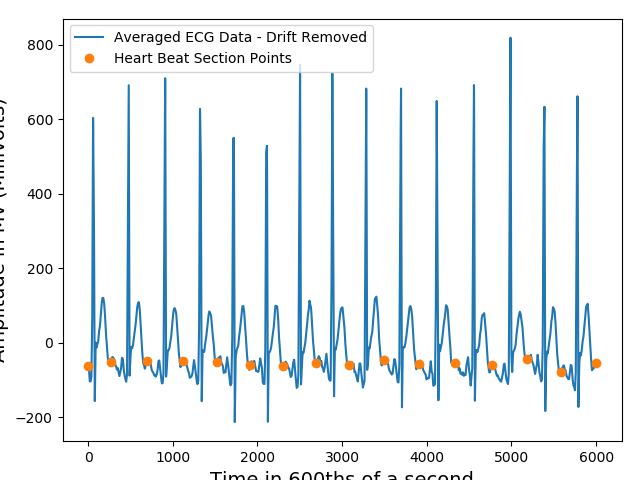 Averaged ECG Data - Drift Removed
Heart Beat Section Points
800
600
400
200
0
−200
Amplitude in MV (Millivolts)
0 1000 2000 3000 4000 5000 6000
Time in 600ths of a second